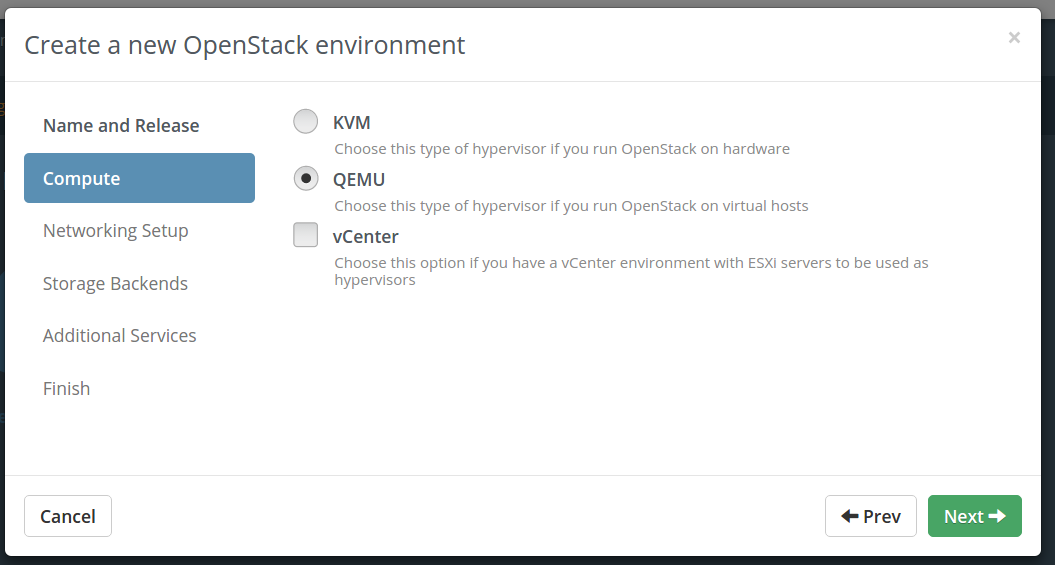 Create a new OpenStack environment
×
Name and Release
Compute
Networking Setup
Storage Backends
Additional Services
Finish
KVM
Choose this type of hypervisor if you run OpenStack on hardware
QEMU
Choose this type of hypervisor if you run OpenStack on virtual hosts
vCenter
Choose this option if you have a vCenter environment with ESXi servers to be used as
hypervisors
Cancel
Prev
Next